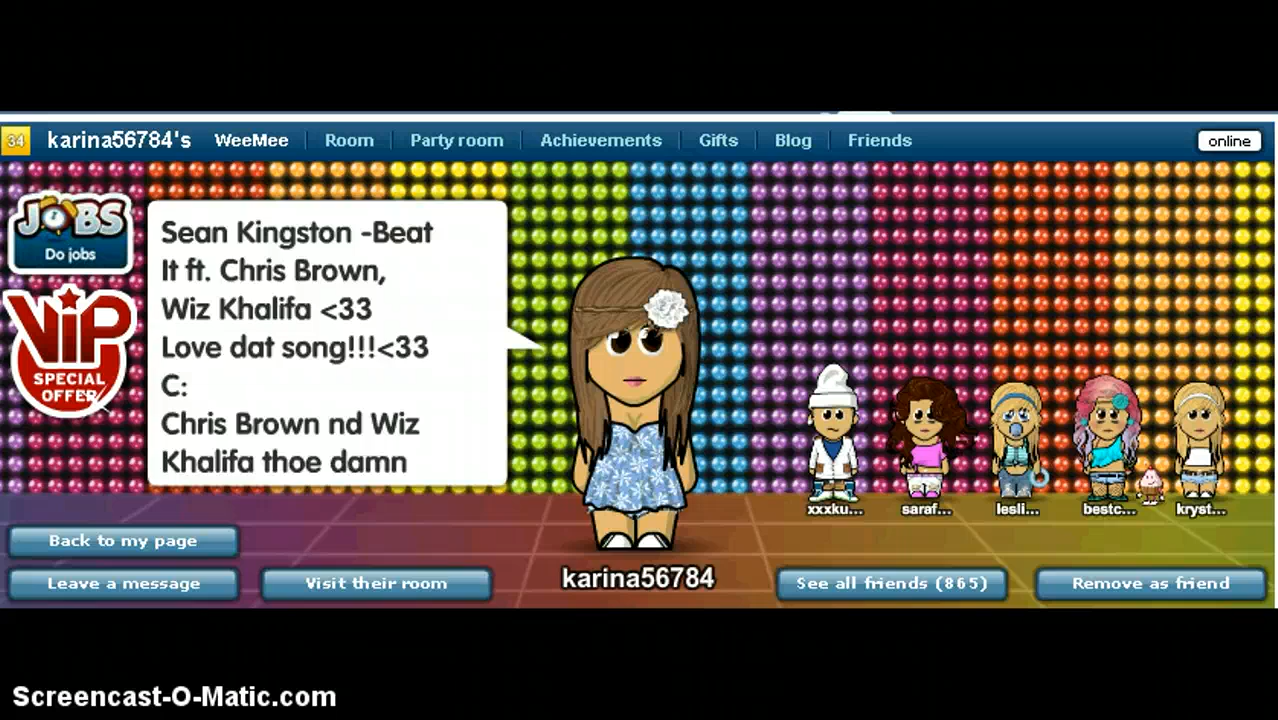 34 karina56784's WeeMee Room Party room Achievements Gifts Blog Friends online
JOBS
Do jobs
ViP
SPECIAL
OFFER
Sean Kingston -Beat
It ft. Chris Brown,
Wiz Khalifa <33
Love dat song!!!<33
C:
Chris Brown nd Wiz
Khalifa thoe damn
xxxku... saraf... lesli... bestc... kryst...
Back to my page
karina56784
Leave a message Visit their room See all friends (865) Remove as friend
Screencast-O-Matic.com